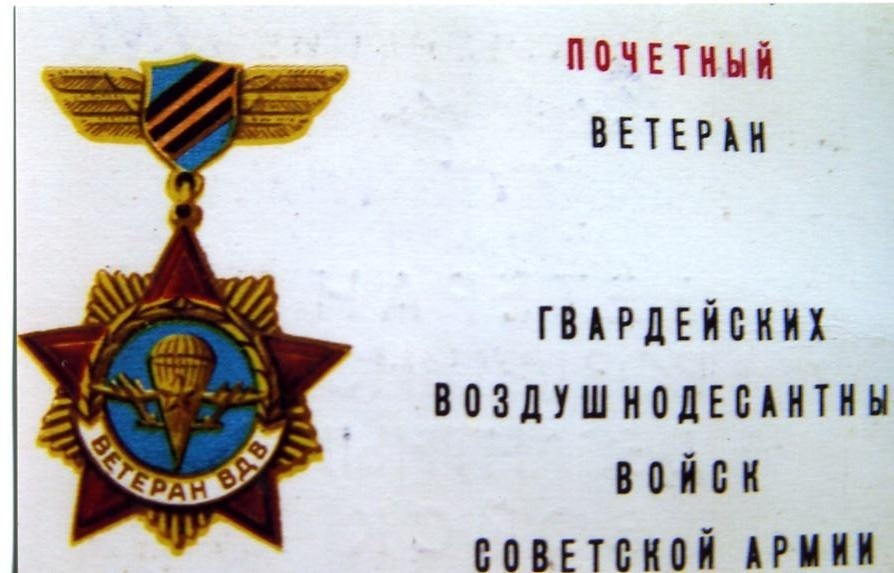 ПОЧЕТНЫЙ
ВЕТЕРАН
ГВАРДЕЙСКИХ
ВОЗДУШНОДЕСАНТНЫ
ВОЙСК
СОВЕТСКОЙ АРМИИ
ВЕТЕРАН ВДВ